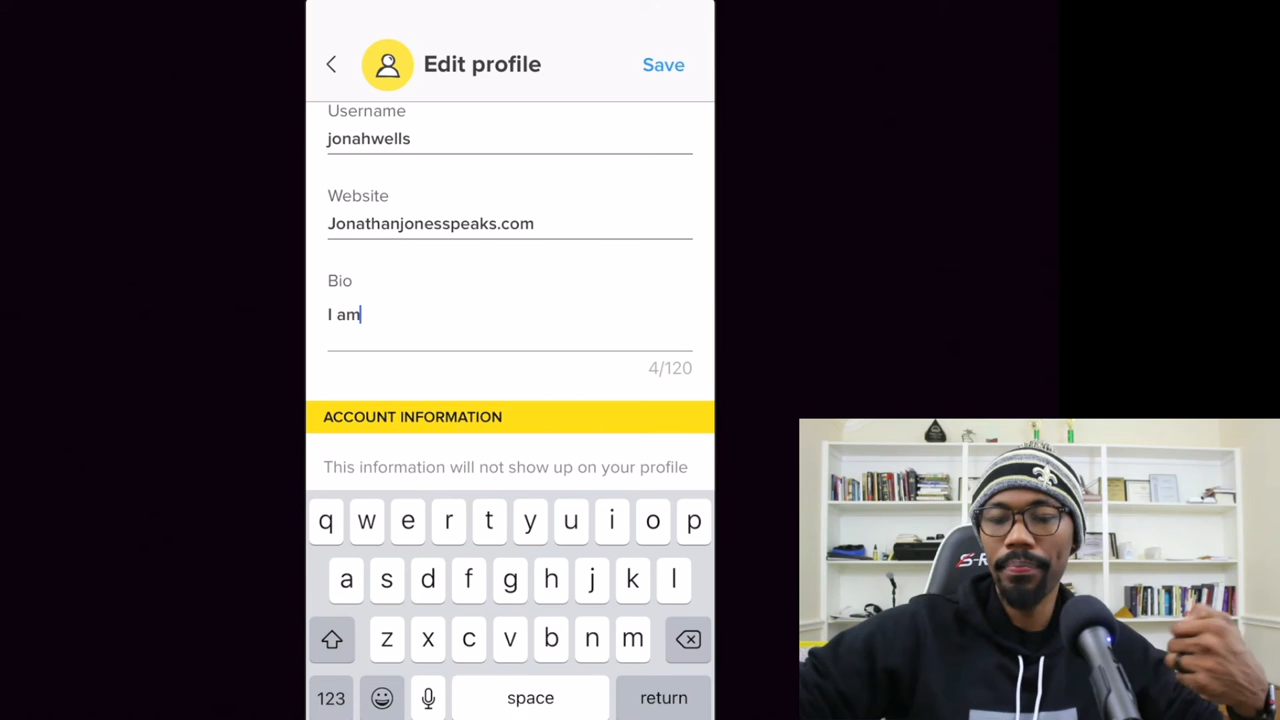 Edit profile
Save
Username
jonahwells
Website
Jonathanjonesspeaks.com
Bio
I am
4/120
ACCOUNT INFORMATION
This information will not show up on your profile
q w e r t y u i o p
a s d f g h j k l
z x c v b n m
123
space
return